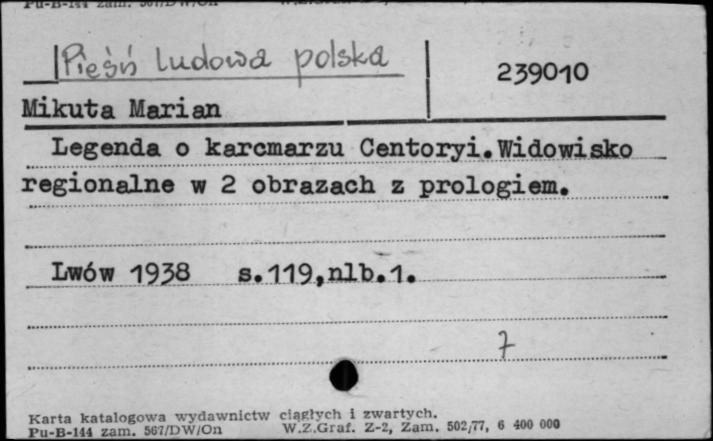 Pieśń ludowa polska
239010
Mikuta Marian
Legenda o karcmarzu Centoryi.Widowisko
regionalne w 2 obrazach z prologiem.
Lwów 1938 s.119,nlb.1.
7
Karta katalogowa wydawnictw ciągłych i zwartych.
Pu-B-144 zam. 567/DW/On W.Z.Graf. Z-2, Zam. 502/77, 6 400 000